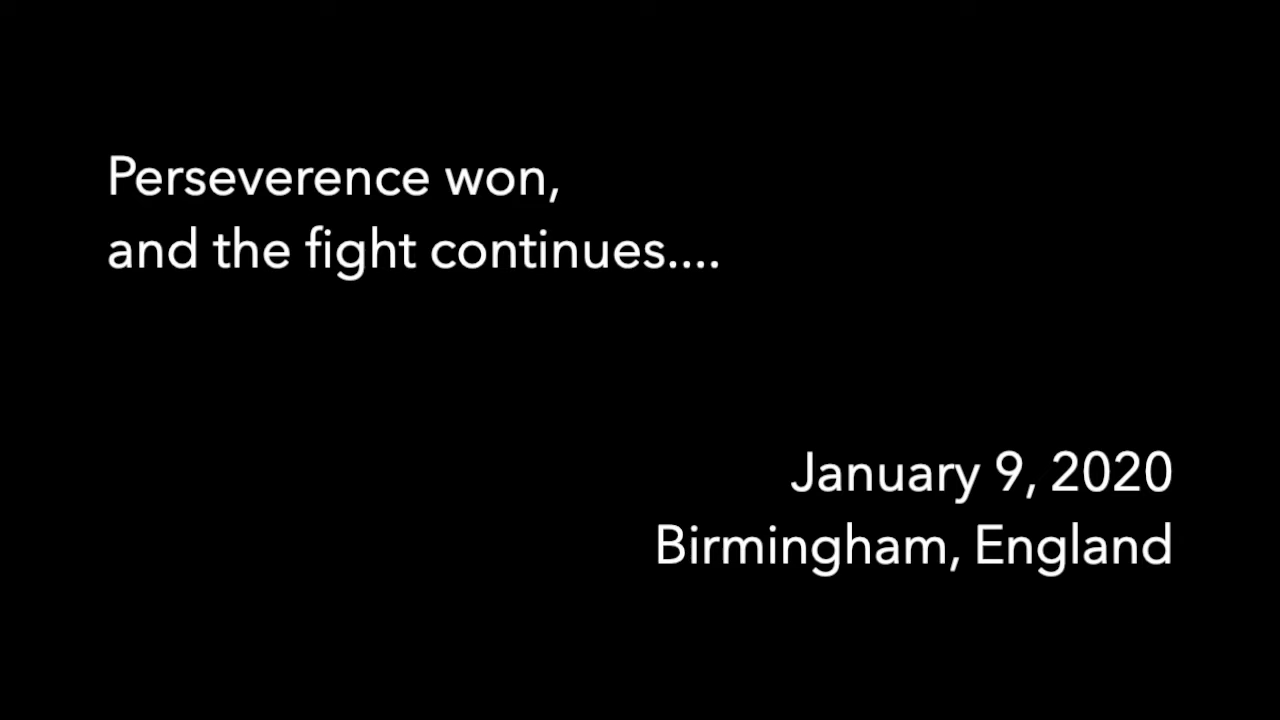 Perseverence won,
and the fight continues....
January 9, 2020
Birmingham, England